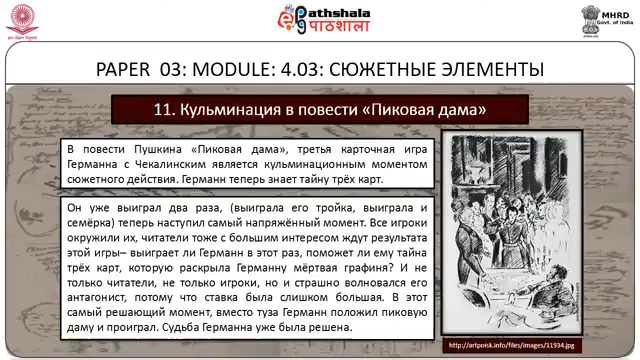 ePathshala
पाठशाला
MHRD
Govt. of India
PAPER 03: MODULE: 4.03: СЮЖЕТНЫЕ ЭЛЕМЕНТЫ
11. Кульминация в повести «Пиковая дама»
В повести Пушкина «Пиковая дама», третья карточная игра
Германна с Чекалинским является кульминационным моментом
сюжетного действия. Германн теперь знает тайну трёх карт.
Он уже выиграл два раза, (выиграла его тройка, выиграла и
семёрка) теперь наступил самый напряжённый момент. Все игроки
окружили их, читатели тоже с большим интересом ждут результата
этой игры– выиграет ли Германн в этот раз, поможет ли ему тайна
трёх карт, которую раскрыла Германну мёртвая графиня? И не
только читатели, не только игроки, но и страшно волновался его
антагонист, потому что ставка была слишком большая. В этот
самый решающий момент, вместо туза Германн положил пиковую
даму и проиграл. Судьба Германна уже была решена.
http://artpoisk.info/files/images/11934.jpg